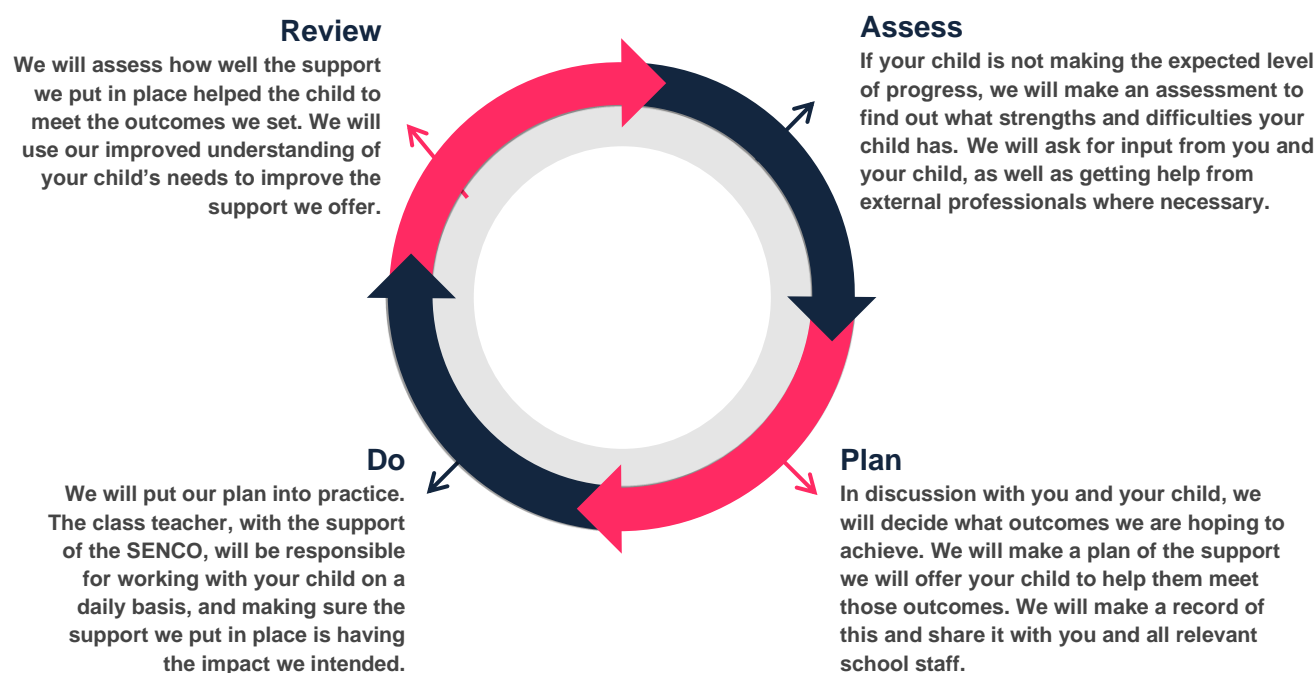 Review
We will assess how well the support
we put in place helped the child to
meet the outcomes we set. We will
use our improved understanding of
your child’s needs to improve the
support we offer.
Assess
If your child is not making the expected level
of progress, we will make an assessment to
find out what strengths and difficulties your
child has. We will ask for input from you and
your child, as well as getting help from
external professionals where necessary.
Do
We will put our plan into practice.
The class teacher, with the support
of the SENCO, will be responsible
for working with your child on a
daily basis, and making sure the
support we put in place is having
the impact we intended.
Plan
In discussion with you and your child, we
will decide what outcomes we are hoping to
achieve. We will make a plan of the support
we will offer your child to help them meet
those outcomes. We will make a record of
this and share it with you and all relevant
school staff.